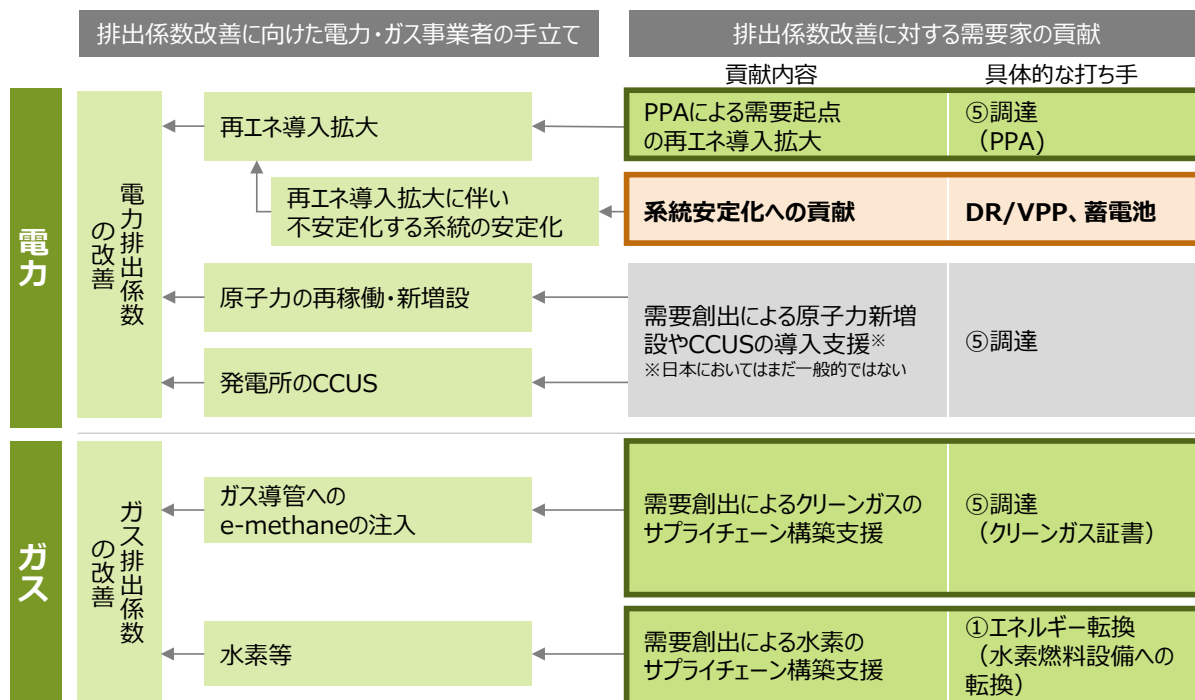 排出係数改善に向けた電力・ガス事業者の手立て
排出係数改善に対する需要家の貢献
貢献内容
具体的な打ち手
電力
電力排出係数
の改善
再エネ導入拡大
PPAによる需要起点
の再エネ導入拡大
⑤調達
（PPA)
再エネ導入拡大に伴い
不安定化する系統の安定化
系統安定化への貢献
DR/VPP、蓄電池
原子力の再稼働・新増設
発電所のCCUS
需要創出による原子力新増
設やCCUSの導入支援※
※日本においてはまだ一般的ではない
⑤調達
ガス
ガス排出係数
の改善
ガス導管への
e-methaneの注入
需要創出によるクリーンガスの
サプライチェーン構築支援
⑤調達
（クリーンガス証書）
水素等
需要創出による水素の
サプライチェーン構築支援
①エネルギー転換
（水素燃料設備への
転換）